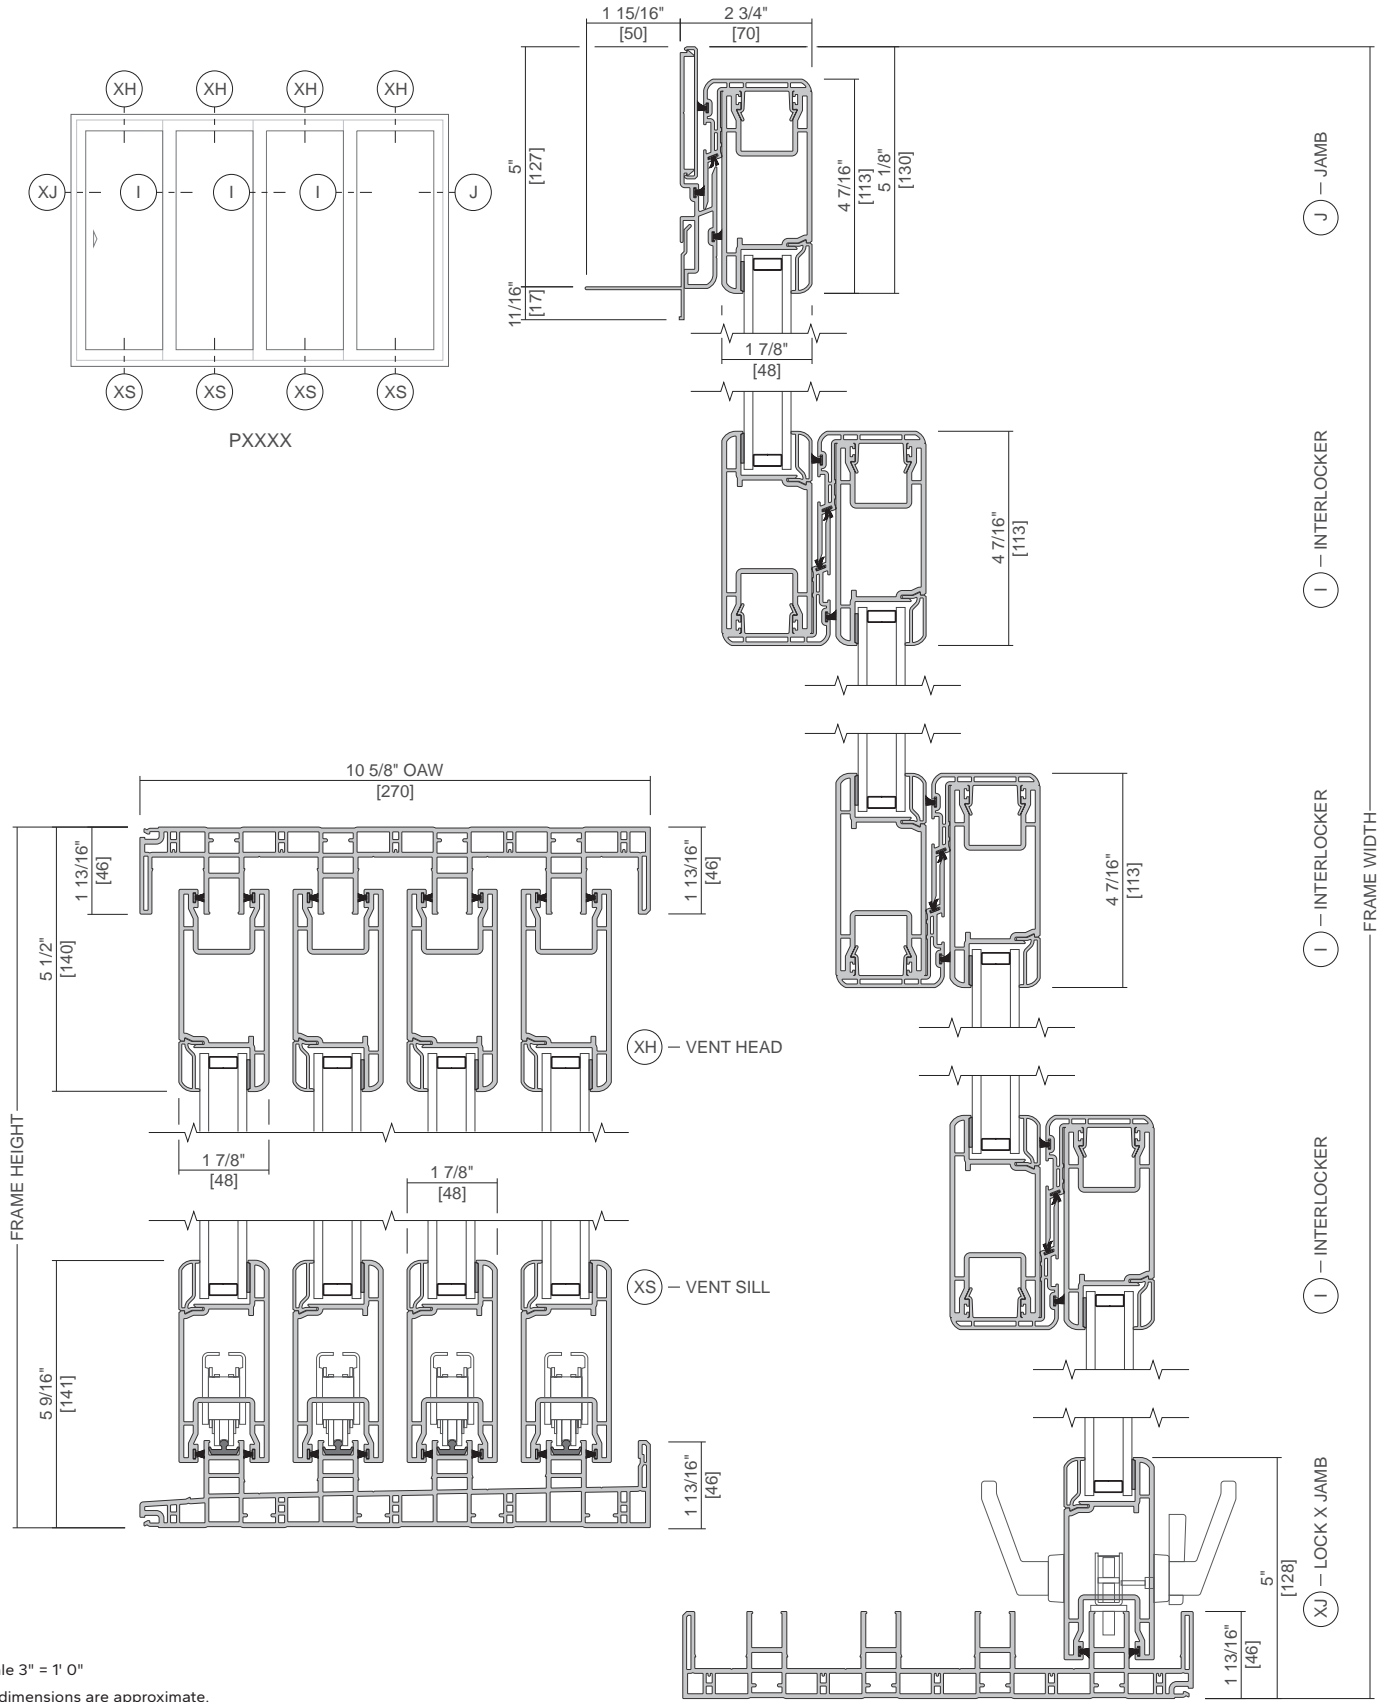 1 15/16" 2 3/4"
[50] [70]
XH XH XH XH
5"
[127]
4 7/16"
[113]
5 1/8"
[130]
J – JAMB
XJ I I I J
11/16"
[17]
1 7/8"
[48]
XS XS XS XS
PXXXX
4 7/16"
[113]
I – INTERLOCKER
10 5/8" OAW
[270]
4 7/16"
[113]
I – INTERLOCKER
FRAME WIDTH
1 13/16"
[46]
1 13/16"
[46]
5 1/2"
[140]
XH – VENT HEAD
FRAME HEIGHT
1 7/8"
[48]
1 7/8"
[48]
I – INTERLOCKER
XS – VENT SILL
5 9/16"
[141]
1 13/16"
[46]
5"
[128]
XJ – LOCK X JAMB
1 13/16"
[46]
3" = 1' 0"
dimensions are approximate.